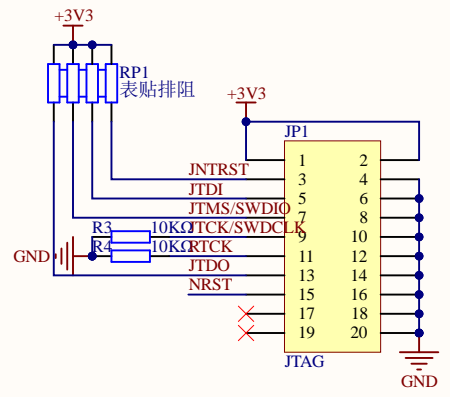 +3V3
RP1
表贴排阻
+3V3
JP1
1 2
JNTRST 3 4
JTDI 5 6
JTMS/SWDIO 7 8
R3 10KΩ JTCK/SWDCLK 9 10
GND R4 10KΩ RTCK 11 12
JTDO 13 14
NRST 15 16
17 18
19 20
JTAG
GND